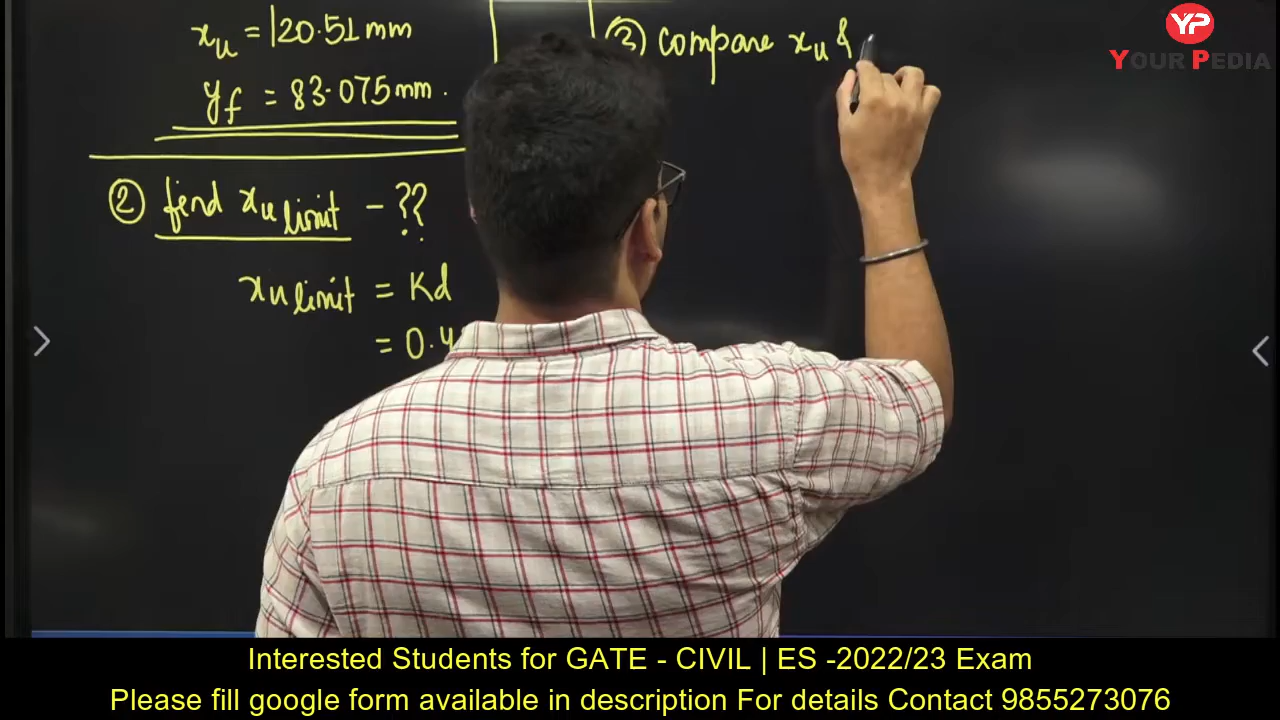 xu = 120.51 mm
yf = 83.075 mm.
② find xu limit - ??
xu limit = Kd
= 0.4
③ compare xu &
YP
YOUR PEDIA
Interested Students for GATE - CIVIL | ES -2022/23 Exam
Please fill google form available in description For details Contact 9855273076